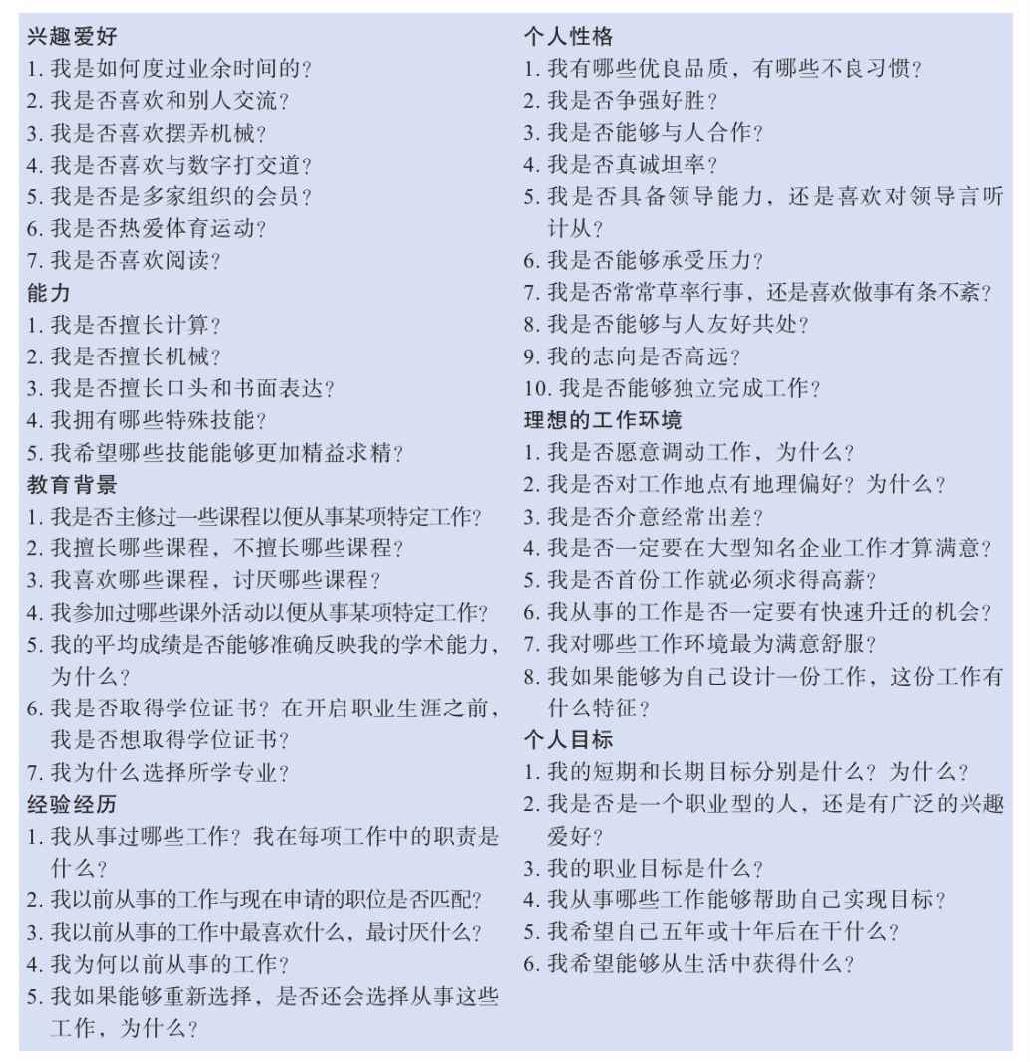 兴趣爱好
1. 我是如何度过业余时间的？
2. 我是否喜欢和别人交流？
3. 我是否喜欢摆弄机械？
4. 我是否喜欢与数字打交道？
5. 我是否是多家组织的会员？
6. 我是否热爱体育运动？
7. 我是否喜欢阅读？
能力
1. 我是否擅长计算？
2. 我是否擅长机械？
3. 我是否擅长口头和书面表达？
4. 我拥有哪些特殊技能？
5. 我希望哪些技能能够更加精益求精？
教育背景
1. 我是否主修过一些课程以便从事某项特定工作？
2. 我擅长哪些课程，不擅长哪些课程？
3. 我喜欢哪些课程，讨厌哪些课程？
4. 我参加过哪些课外活动以便从事某项特定工作？
5. 我的平均成绩是否能够准确反映我的学术能力，
为什么？
6. 我是否取得学位证书？在开启职业生涯之前，
我是否想取得学位证书？
7. 我为什么选择所学专业？
经验经历
1. 我从事过哪些工作？我在每项工作中的职责是
什么？
2. 我以前从事的工作与现在申请的职位是否匹配？
3. 我以前从事的工作中最喜欢什么，最讨厌什么？
4. 我为何以前从事的工作？
5. 我如果能够重新选择，是否还会选择从事这些
工作，为什么？
个人性格
1. 我有哪些优良品质，有哪些不良习惯？
2. 我是否争强好胜？
3. 我是否能够与人合作？
4. 我是否真诚坦率？
5. 我是否具备领导能力，还是喜欢对领导言听
计从？
6. 我是否能够承受压力？
7. 我是否常常草率行事，还是喜欢做事有条不紊？
8. 我是否能够与人友好共处？
9. 我的志向是否高远？
10. 我是否能够独立完成工作？
理想的工作环境
1. 我是否愿意调动工作，为什么？
2. 我是否对工作地点有地理偏好？为什么？
3. 我是否介意经常出差？
4. 我是否一定要在大型知名企业工作才算满意？
5. 我是否首份工作就必须求得高薪？
6. 我从事的工作是否一定要有快速升迁的机会？
7. 我对哪些工作环境最为满意舒服？
8. 我如果能够为自己设计一份工作，这份工作有
什么特征？
个人目标
1. 我的短期和长期目标分别是什么？为什么？
2. 我是否是一个职业型的人，还是有广泛的兴趣
爱好？
3. 我的职业目标是什么？
4. 我从事哪些工作能够帮助自己实现目标？
5. 我希望自己五年或十年后在干什么？
6. 我希望能够从生活中获得什么？